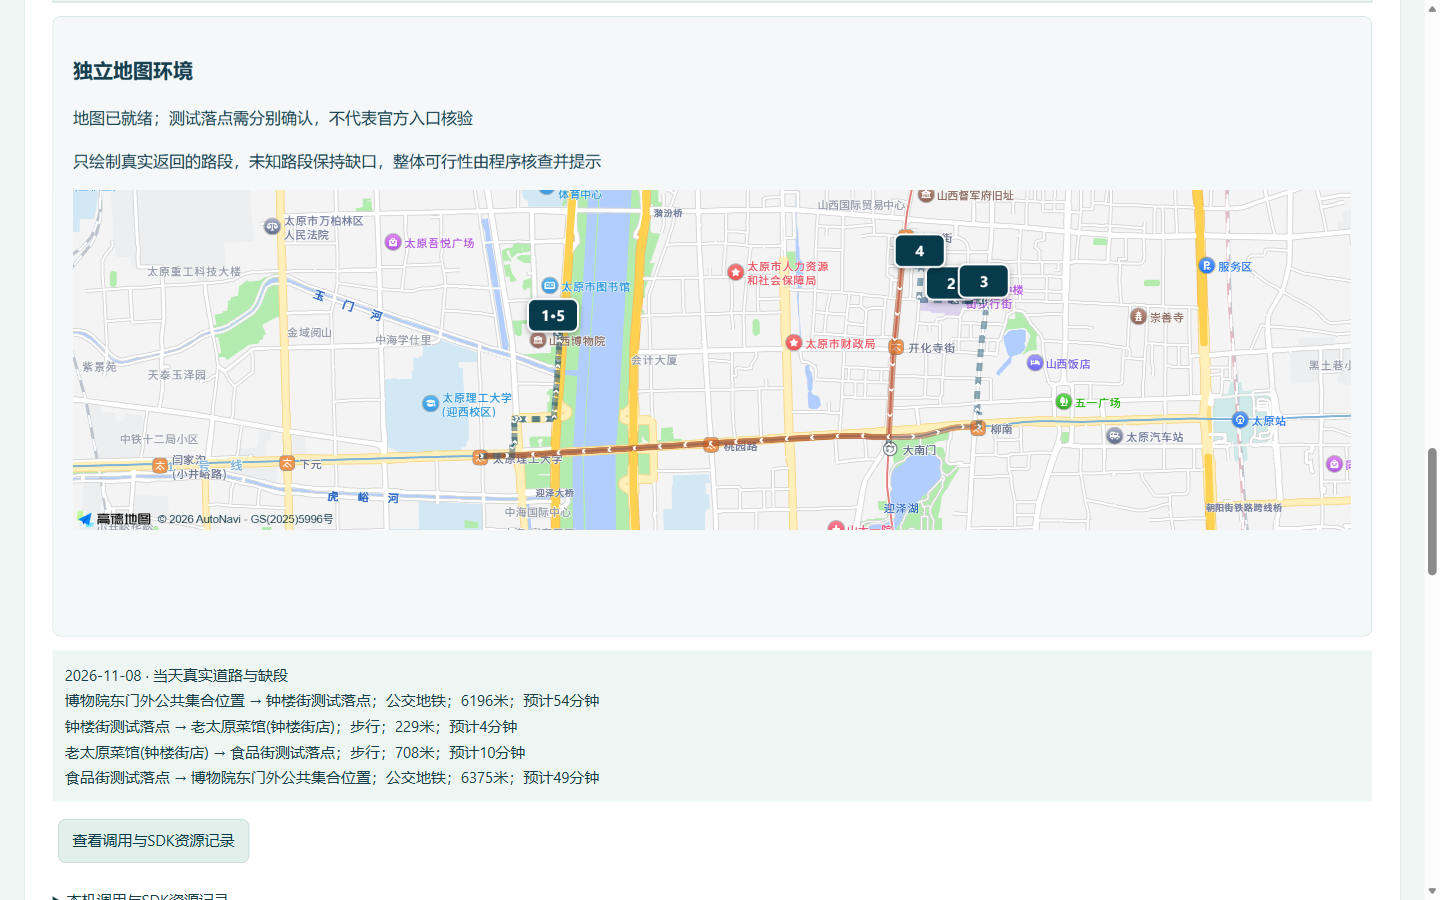 独立地图环境
地图已就绪；测试落点需分别确认，不代表官方入口核验
只绘制真实返回的路段，未知路段保持缺口，整体可行性由程序核查并提示
体育中心
漪汾桥
山西国际贸易中心
山西督军府旧址
太原市万柏林区
人民法院
太原吾悦广场
街
4
太原重工科技大楼
太原市图书馆
太原市人力资源
和社会保障局
服务区
2
3
钟楼
街步行街
玉门河
1•5
山西博物院
金域阅山
中海学仕里
会计大厦
太原市财政局
开化寺街
崇善寺
紫景苑
天泰玉泽园
山西饭店
黑土巷小
太原理工大学
(迎西校区)
五一广场
太原站
中铁十二局小区
柳南
太原汽车站
闫家沟
(小井峪路)
1号线
下元
太原理工大学
桃园路
大南门
虎峪河
迎泽大桥
中海国际中心
迎泽湖
朝阳街铁路跨线桥
高德地图 © 2026 AutoNavi - GS(2025)5996号
2026-11-08 · 当天真实道路与缺段
博物院东门外公共集合位置 → 钟楼街测试落点；公交地铁；6196米；预计54分钟
钟楼街测试落点 → 老太原菜馆(钟楼街店)；步行；229米；预计4分钟
老太原菜馆(钟楼街店) → 食品街测试落点；步行；708米；预计10分钟
食品街测试落点 → 博物院东门外公共集合位置；公交地铁；6375米；预计49分钟
查看调用与SDK资源记录
本机调用与SDK资源记录